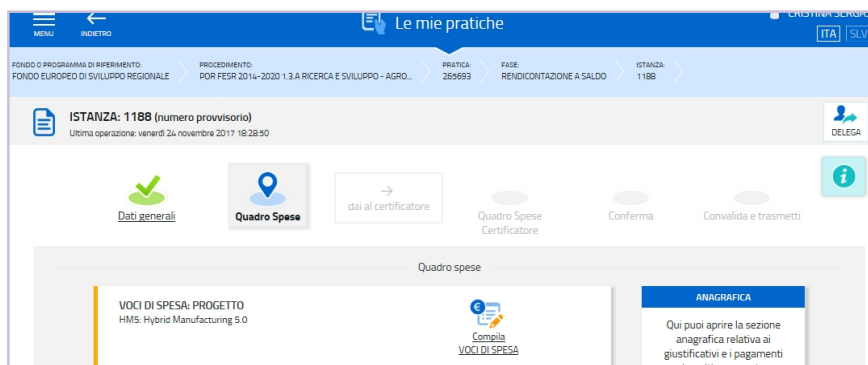 MENU
INDIETRO
Le mie pratiche
CRISTINA
ITA SLV
FONDO O PROGRAMMA DI RIFERIMENTO:
FONDO EUROPEO DI SVILUPPO REGIONALE
PROCEDIMENTO:
POR FESR 2014-2020 1.3.A RICERCA E SVILUPPO - AGRO...
PRATICA:
265693
FASE:
RENDICONTAZIONE A SALDO
ISTANZA:
1188
ISTANZA: 1188 (numero provvisorio)
Ultima operazione: venerdì 24 novembre 2017 18:28:50
DELEGA
Dati generali
Quadro Spese
dai al certificatore
Quadro Spese
Certificatore
Conferma
Convalida e trasmetti
Quadro spese
VOCI DI SPESA: PROGETTO
HM5: Hybrid Manufacturing 5.0
Compila
VOCI DI SPESA
ANAGRAFICA
Qui puoi aprire la sezione
anagrafica relativa ai
giustificativi e i pagamenti